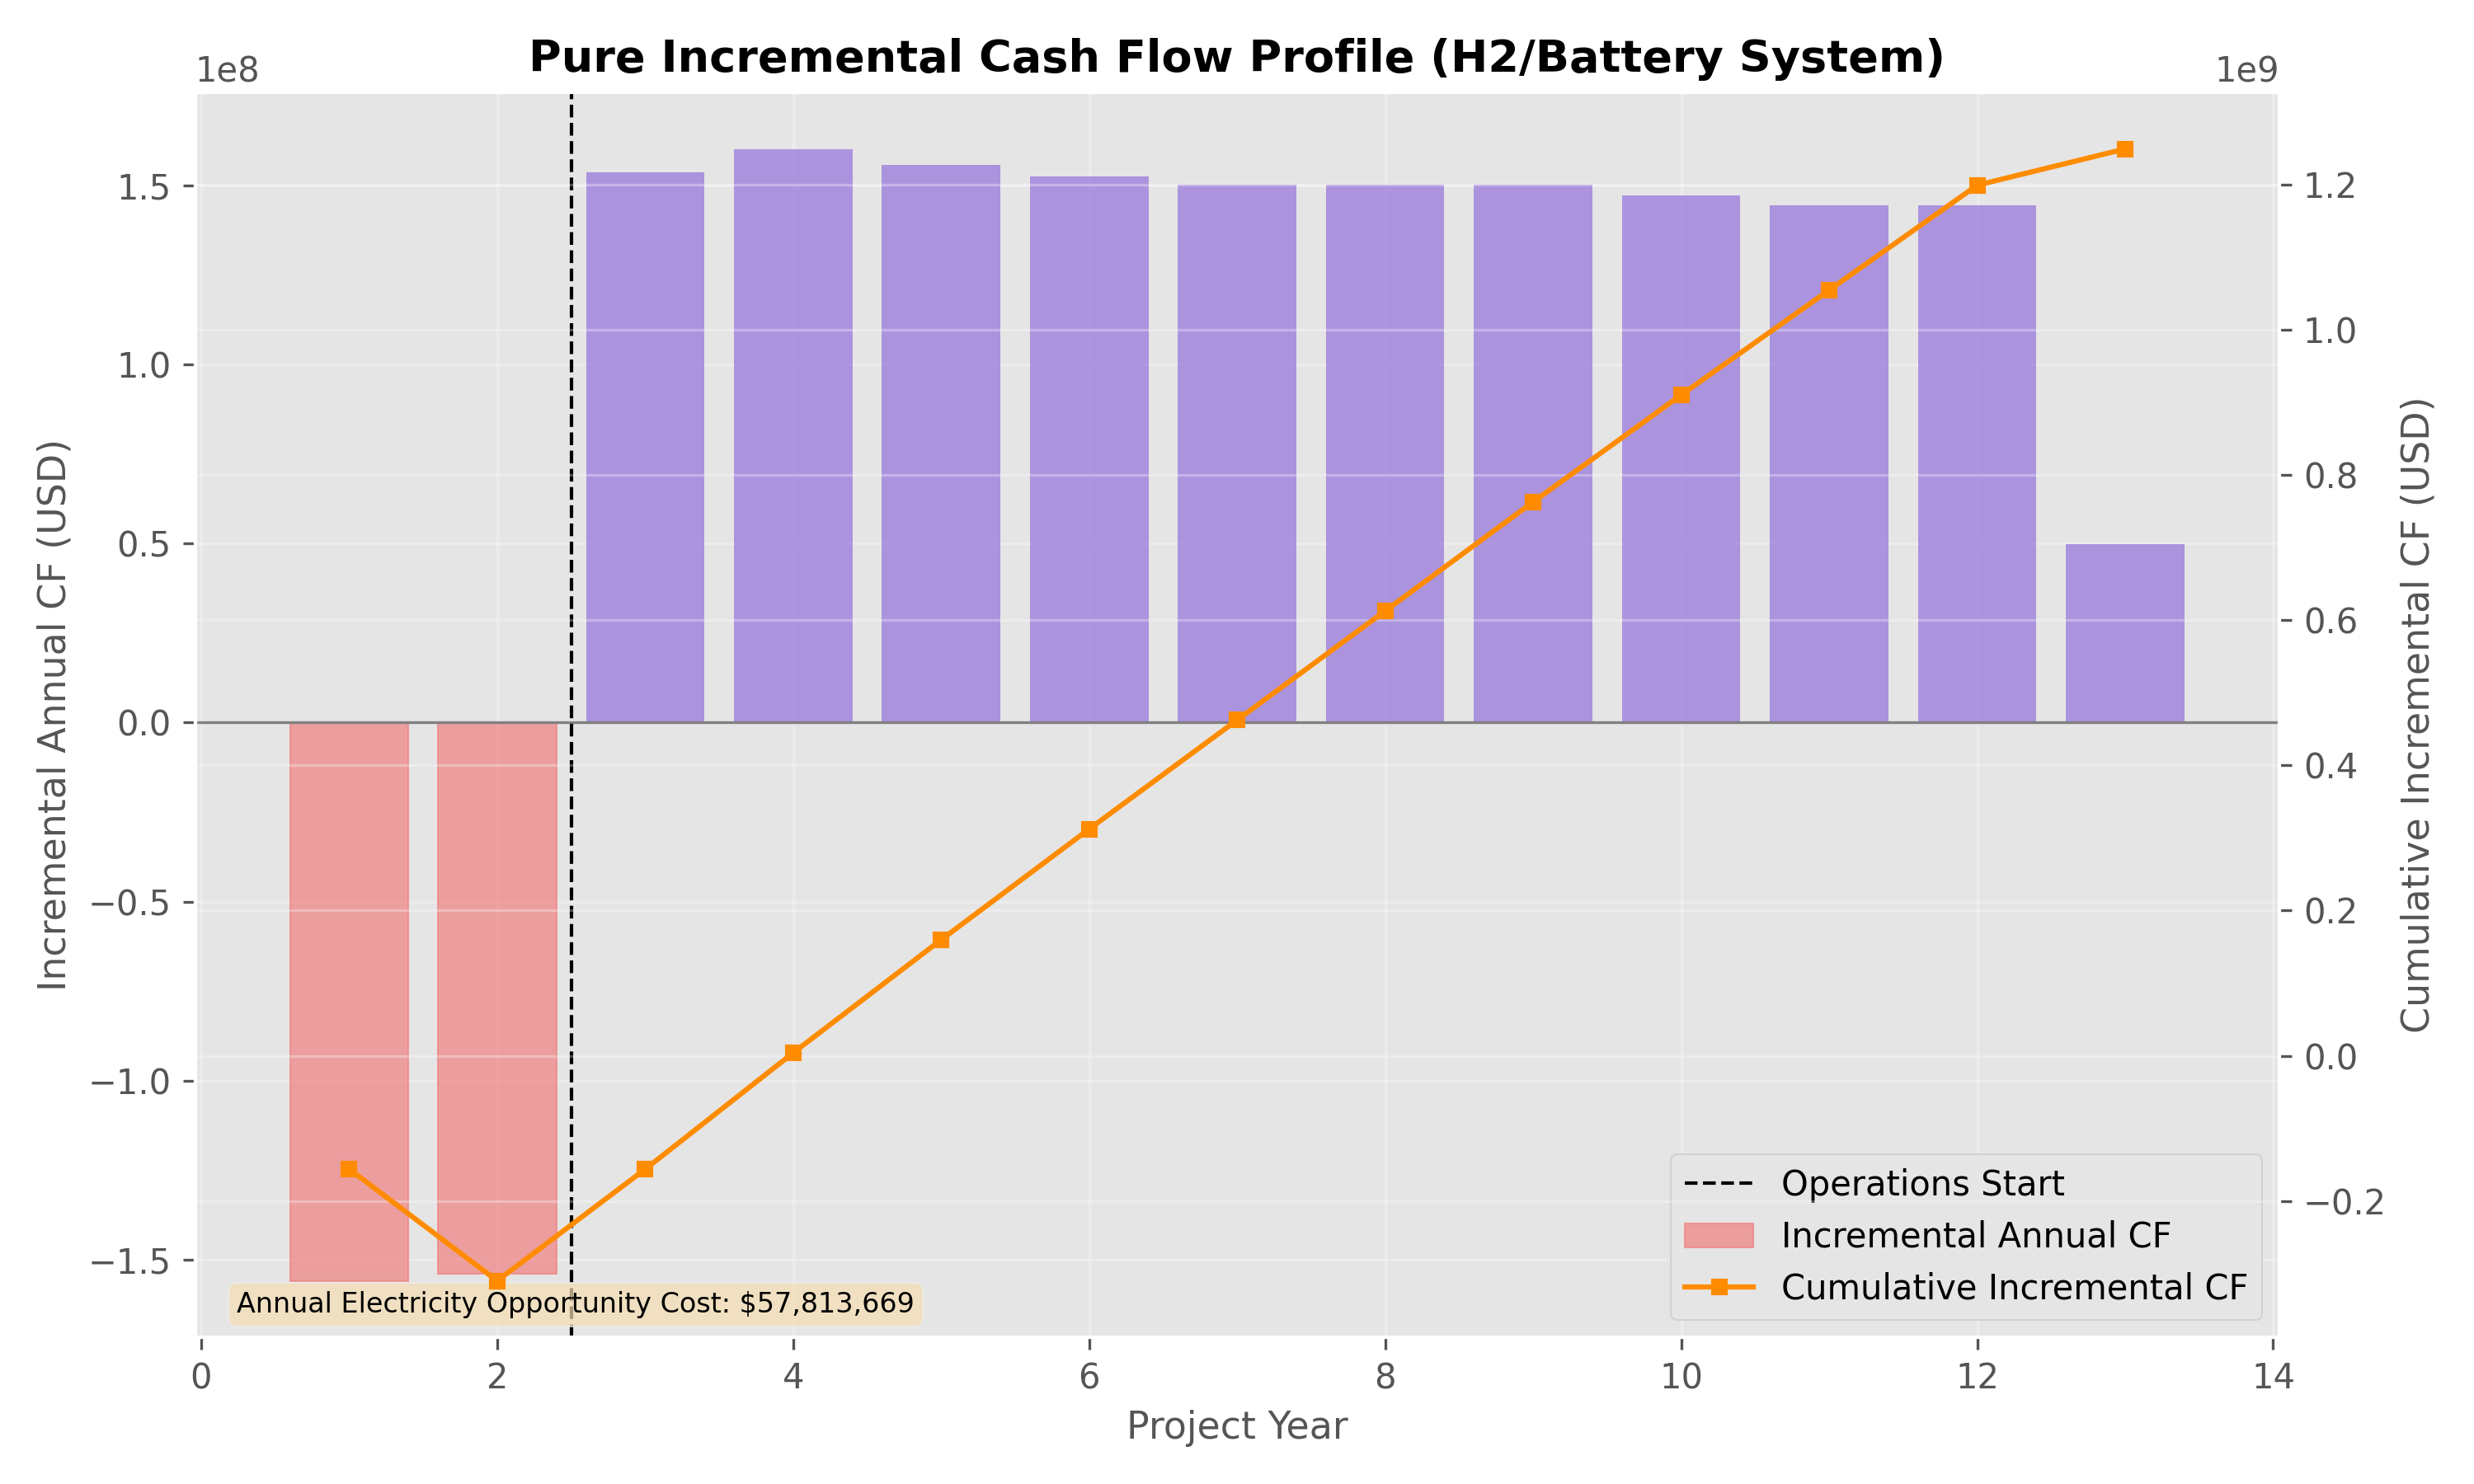 Pure Incremental Cash Flow Profile (H2/Battery System)
1e8
1e9
Incremental Annual CF (USD)
1.5
1.0
0.5
0.0
−0.5
−1.0
−1.5
1.2
1.0
0.8
0.6
0.4
0.2
0.0
−0.2
Cumulative Incremental CF (USD)
Operations Start
Incremental Annual CF
Cumulative Incremental CF
Annual Electricity Opportunity Cost: $57,813,669
0 2 4 6 8 10 12 14
Project Year